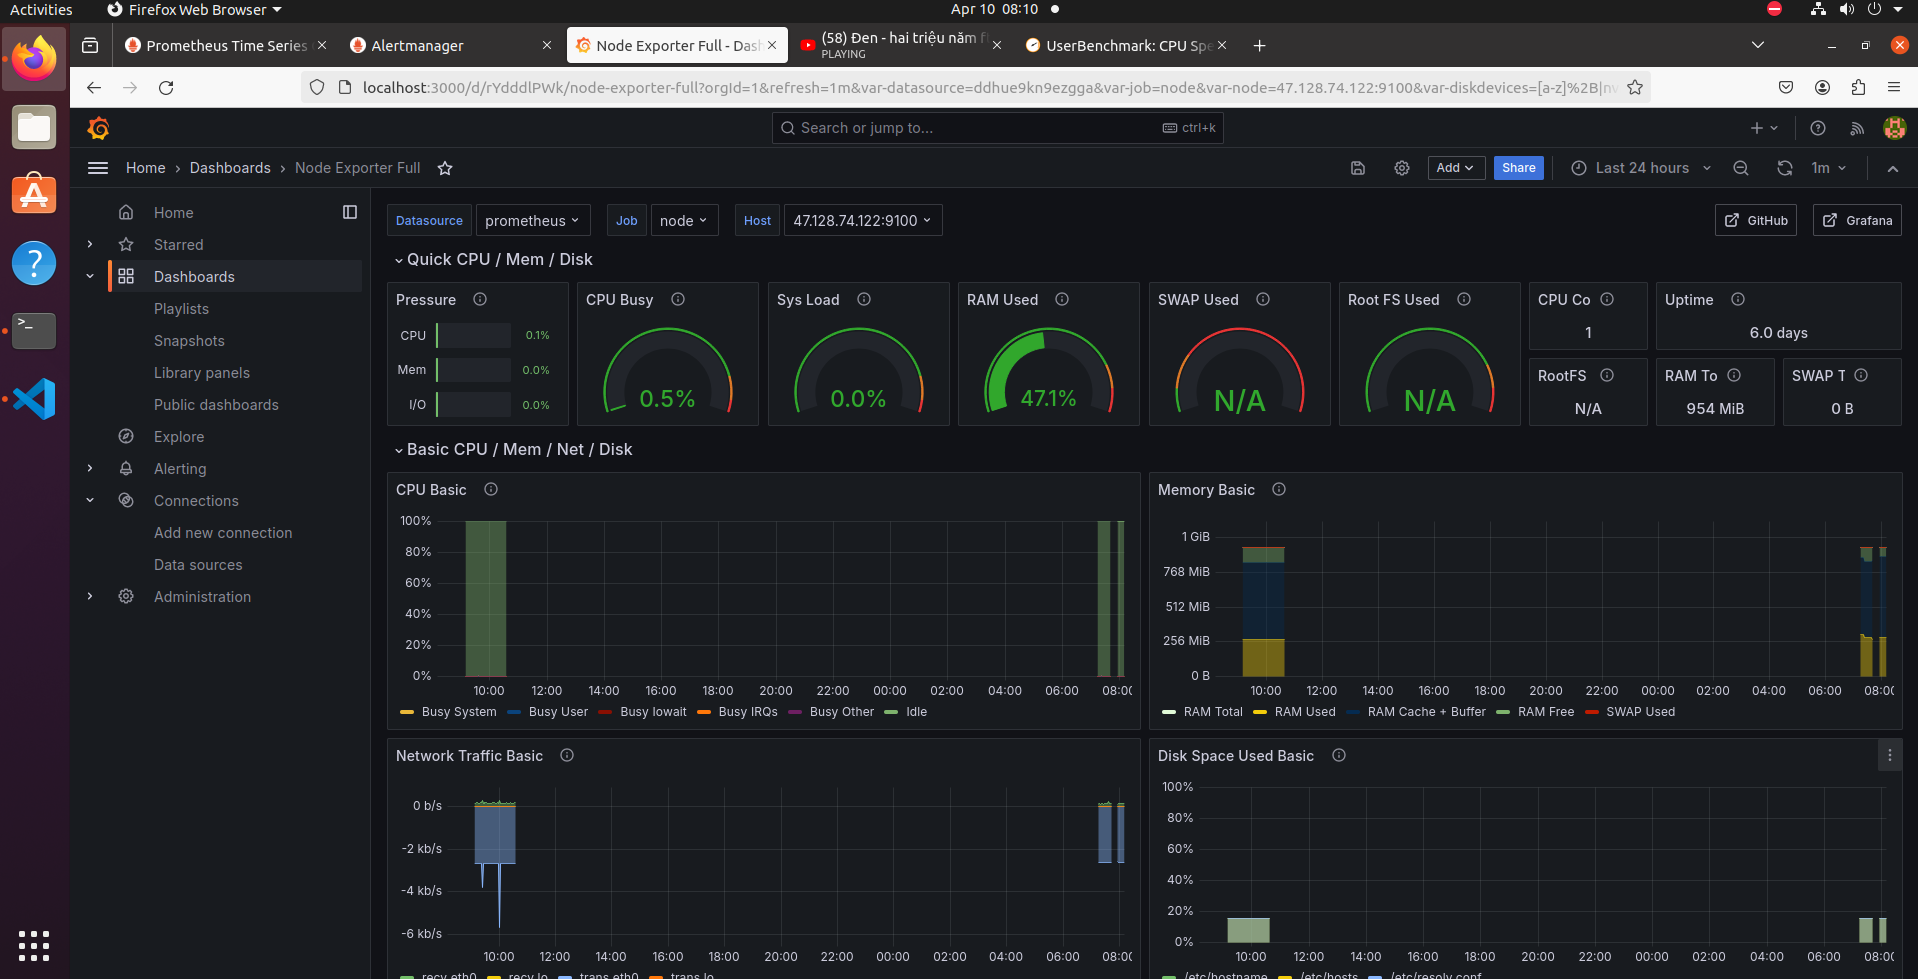 Activities
Firefox Web Browser
Apr 10 08:10
Prometheus Time Series
Alertmanager
Node Exporter Full - Das
(58) Đen - hai triệu năm f
PLAYING
UserBenchmark: CPU Spe
localhost:3000/d/rYdddlPWk/node-exporter-full?orgId=1&refresh=1m&var-datasource=ddhue9kn9ezgga&var-job=node&var-node=47.128.74.122:9100&var-diskdevices=[a-z]%2B|nv
Search or jump to...
ctrl+k
Home › Dashboards › Node Exporter Full
Add
Share
Last 24 hours
1m
Home
Starred
Dashboards
Playlists
Snapshots
Library panels
Public dashboards
Explore
Alerting
Connections
Add new connection
Data sources
Administration
Datasource
prometheus
Job
node
Host
47.128.74.122:9100
GitHub
Grafana
Quick CPU / Mem / Disk
Pressure
CPU 0.1%
Mem 0.0%
I/O 0.0%
CPU Busy
0.5%
Sys Load
0.0%
RAM Used
47.1%
SWAP Used
N/A
Root FS Used
N/A
CPU Co
1
Uptime
6.0 days
RootFS
N/A
RAM To
954 MiB
SWAP T
0 B
Basic CPU / Mem / Net / Disk
CPU Basic
100%
80%
60%
40%
20%
0%
10:00 12:00 14:00 16:00 18:00 20:00 22:00 00:00 02:00 04:00 06:00 08:00
Busy System Busy User Busy Iowait Busy IRQs Busy Other Idle
Memory Basic
1 GiB
768 MiB
512 MiB
256 MiB
0 B
10:00 12:00 14:00 16:00 18:00 20:00 22:00 00:00 02:00 04:00 06:00 08:00
RAM Total RAM Used RAM Cache + Buffer RAM Free SWAP Used
Network Traffic Basic
0 b/s
-2 kb/s
-4 kb/s
-6 kb/s
10:00 12:00 14:00 16:00 18:00 20:00 22:00 00:00 02:00 04:00 06:00 08:00
recv eth0 recv lo trans eth0 trans lo
Disk Space Used Basic
100%
80%
60%
40%
20%
0%
10:00 12:00 14:00 16:00 18:00 20:00 22:00 00:00 02:00 04:00 06:00 08:00
/etc/hostname /etc/hosts /etc/resolv.conf